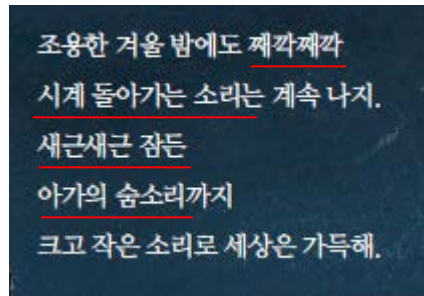 조용한 겨울 밤에도 째깍째깍
시계 돌아가는 소리는 계속 나지.
새근새근 잠든
아가의 숨소리까지
크고 작은 소리로 세상은 가득해.